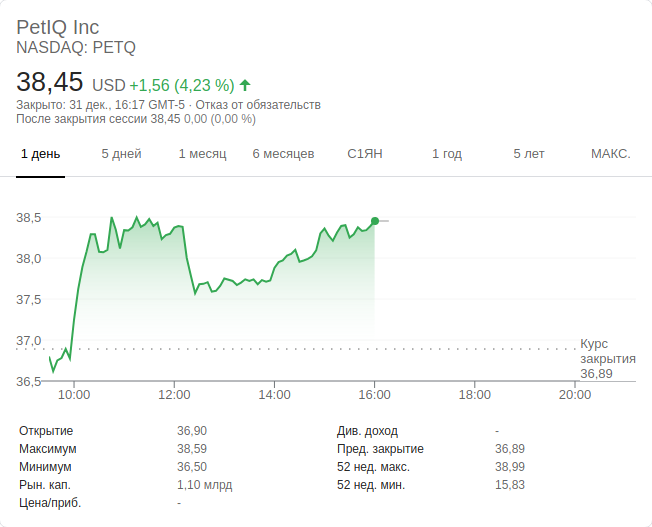 PetIQ Inc
NASDAQ: PETQ
38,45 USD +1,56 (4,23 %)
Закрыто: 31 дек., 16:17 GMT-5 · Отказ от обязательств
После закрытия сессии 38,45 0,00 (0,00 %)
1 день 5 дней 1 месяц 6 месяцев С1ЯН 1 год 5 лет МАКС.
38,5
38,0
37,5
37,0
Курс
закрытия
36,89
36,5
10:00 12:00 14:00 16:00 18:00 20:00
Открытие 36,90 Див. доход -
Максимум 38,59 Пред. закрытие 36,89
Минимум 36,50 52 нед. макс. 38,99
Рын. кап. 1,10 млрд 52 нед. мин. 15,83
Цена/приб. -